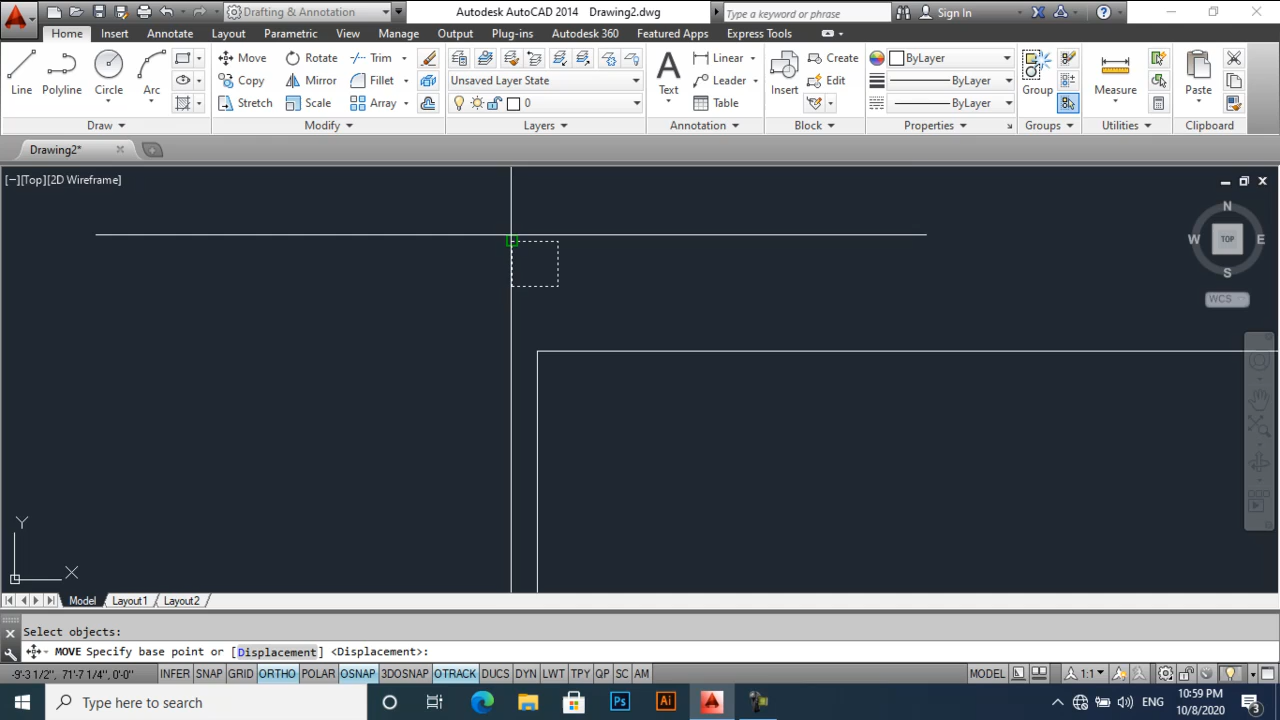 Drafting & Annotation
Autodesk AutoCAD 2014 Drawing2.dwg
Type a keyword or phrase
Sign In
Home Insert Annotate Layout Parametric View Manage Output Plug-ins Autodesk 360 Featured Apps Express Tools
Line Polyline Circle Arc
Move Rotate Trim
Copy Mirror Fillet
Stretch Scale Array
Unsaved Layer State
0
Text
Linear
Leader
Table
Insert
Create
Edit
ByLayer
ByLayer
ByLayer
Group
Measure
Paste
Draw Modify Layers Annotation Block Properties Groups Utilities Clipboard
Drawing2*
[−][Top][2D Wireframe]
N
W TOP E
S
WCS
Y
X
Model Layout1 Layout2
Select objects:
MOVE Specify base point or [Displacement] <Displacement>:
-9'-3 1/2", 71'-7 1/4", 0'-0" INFER SNAP GRID ORTHO POLAR OSNAP 3DOSNAP OTRACK DUCS DYN LWT TPY QP SC AM MODEL 1:1
Type here to search
Ps
Ai
ENG
10:59 PM
10/8/2020
3